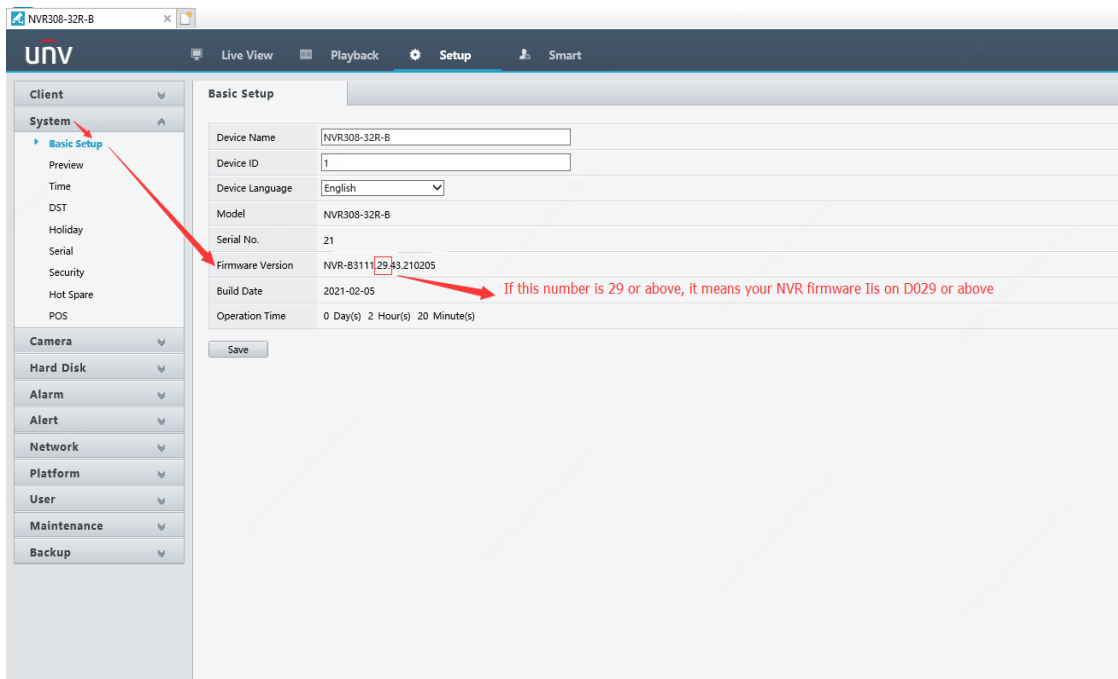 NVR308-32R-B
unv
Live View Playback Setup Smart
Client
System
Basic Setup
Preview
Time
DST
Holiday
Serial
Security
Hot Spare
POS
Camera
Hard Disk
Alarm
Alert
Network
Platform
User
Maintenance
Backup
Basic Setup
Device Name NVR308-32R-B
Device ID 1
Device Language English
Model NVR308-32R-B
Serial No. 21
Firmware Version NVR-B3111.29.43.210205
If this number is 29 or above, it means your NVR firmware Iis on D029 or above
Build Date 2021-02-05
Operation Time 0 Day(s) 2 Hour(s) 20 Minute(s)
Save